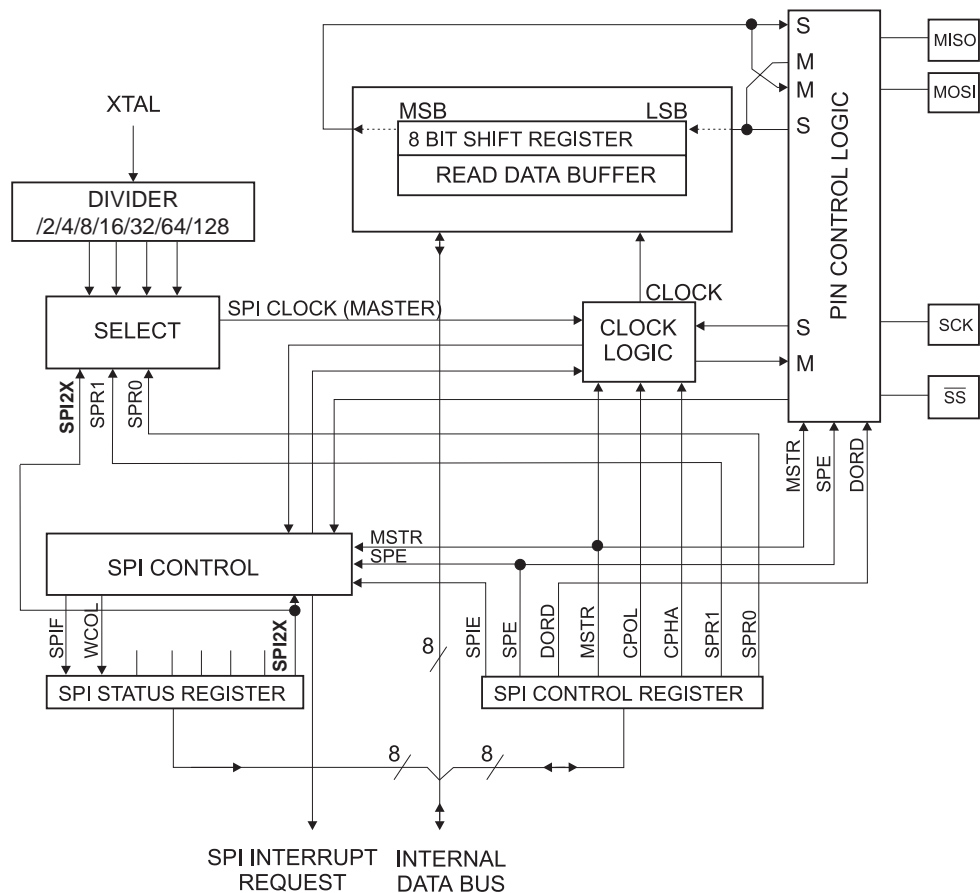 S
M
M
S
PIN CONTROL LOGIC
MISO
MOSI
XTAL
MSB
LSB
8 BIT SHIFT REGISTER
READ DATA BUFFER
DIVIDER
/2/4/8/16/32/64/128
SPI CLOCK (MASTER)
SELECT
CLOCK
CLOCK
LOGIC
S
M
SCK
SS
SPI2X
SPR1
SPR0
MSTR
SPE
DORD
MSTR
SPE
SPI CONTROL
SPIF
WCOL
SPI2X
8
SPIE
SPE
DORD
MSTR
CPOL
CPHA
SPR1
SPR0
SPI STATUS REGISTER
SPI CONTROL REGISTER
8
8
SPI INTERRUPT
REQUEST
INTERNAL
DATA BUS